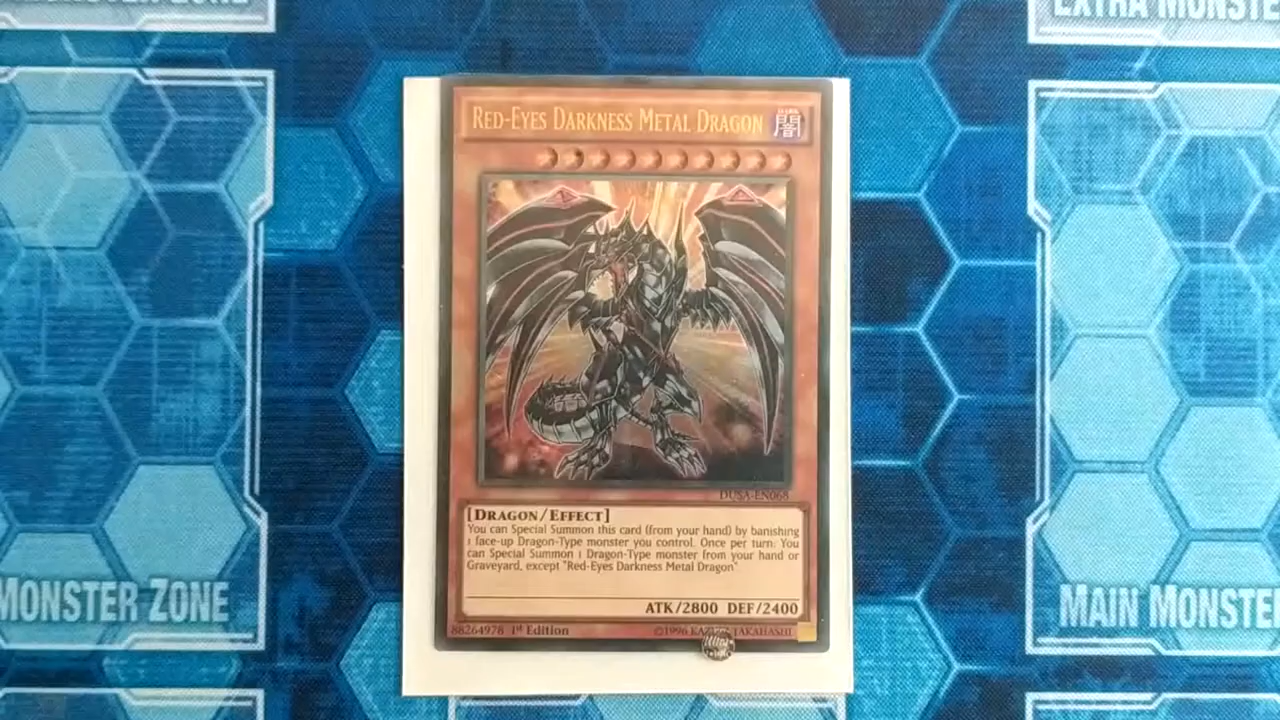 MONSTER ZONE
EXTRA MONSTE
RED-EYES DARKNESS METAL DRAGON
闇
DUSA-EN068
[DRAGON/EFFECT]
You can Special Summon this card (from your hand) by banishing
1 face-up Dragon-Type monster you control. Once per turn: You
can Special Summon 1 Dragon-Type monster from your hand or
Graveyard, except "Red-Eyes Darkness Metal Dragon"
ATK/2800 DEF/2400
88264978 1st Edition
©1996 TAKAHASHI
MONSTER ZONE
MAIN MONSTE